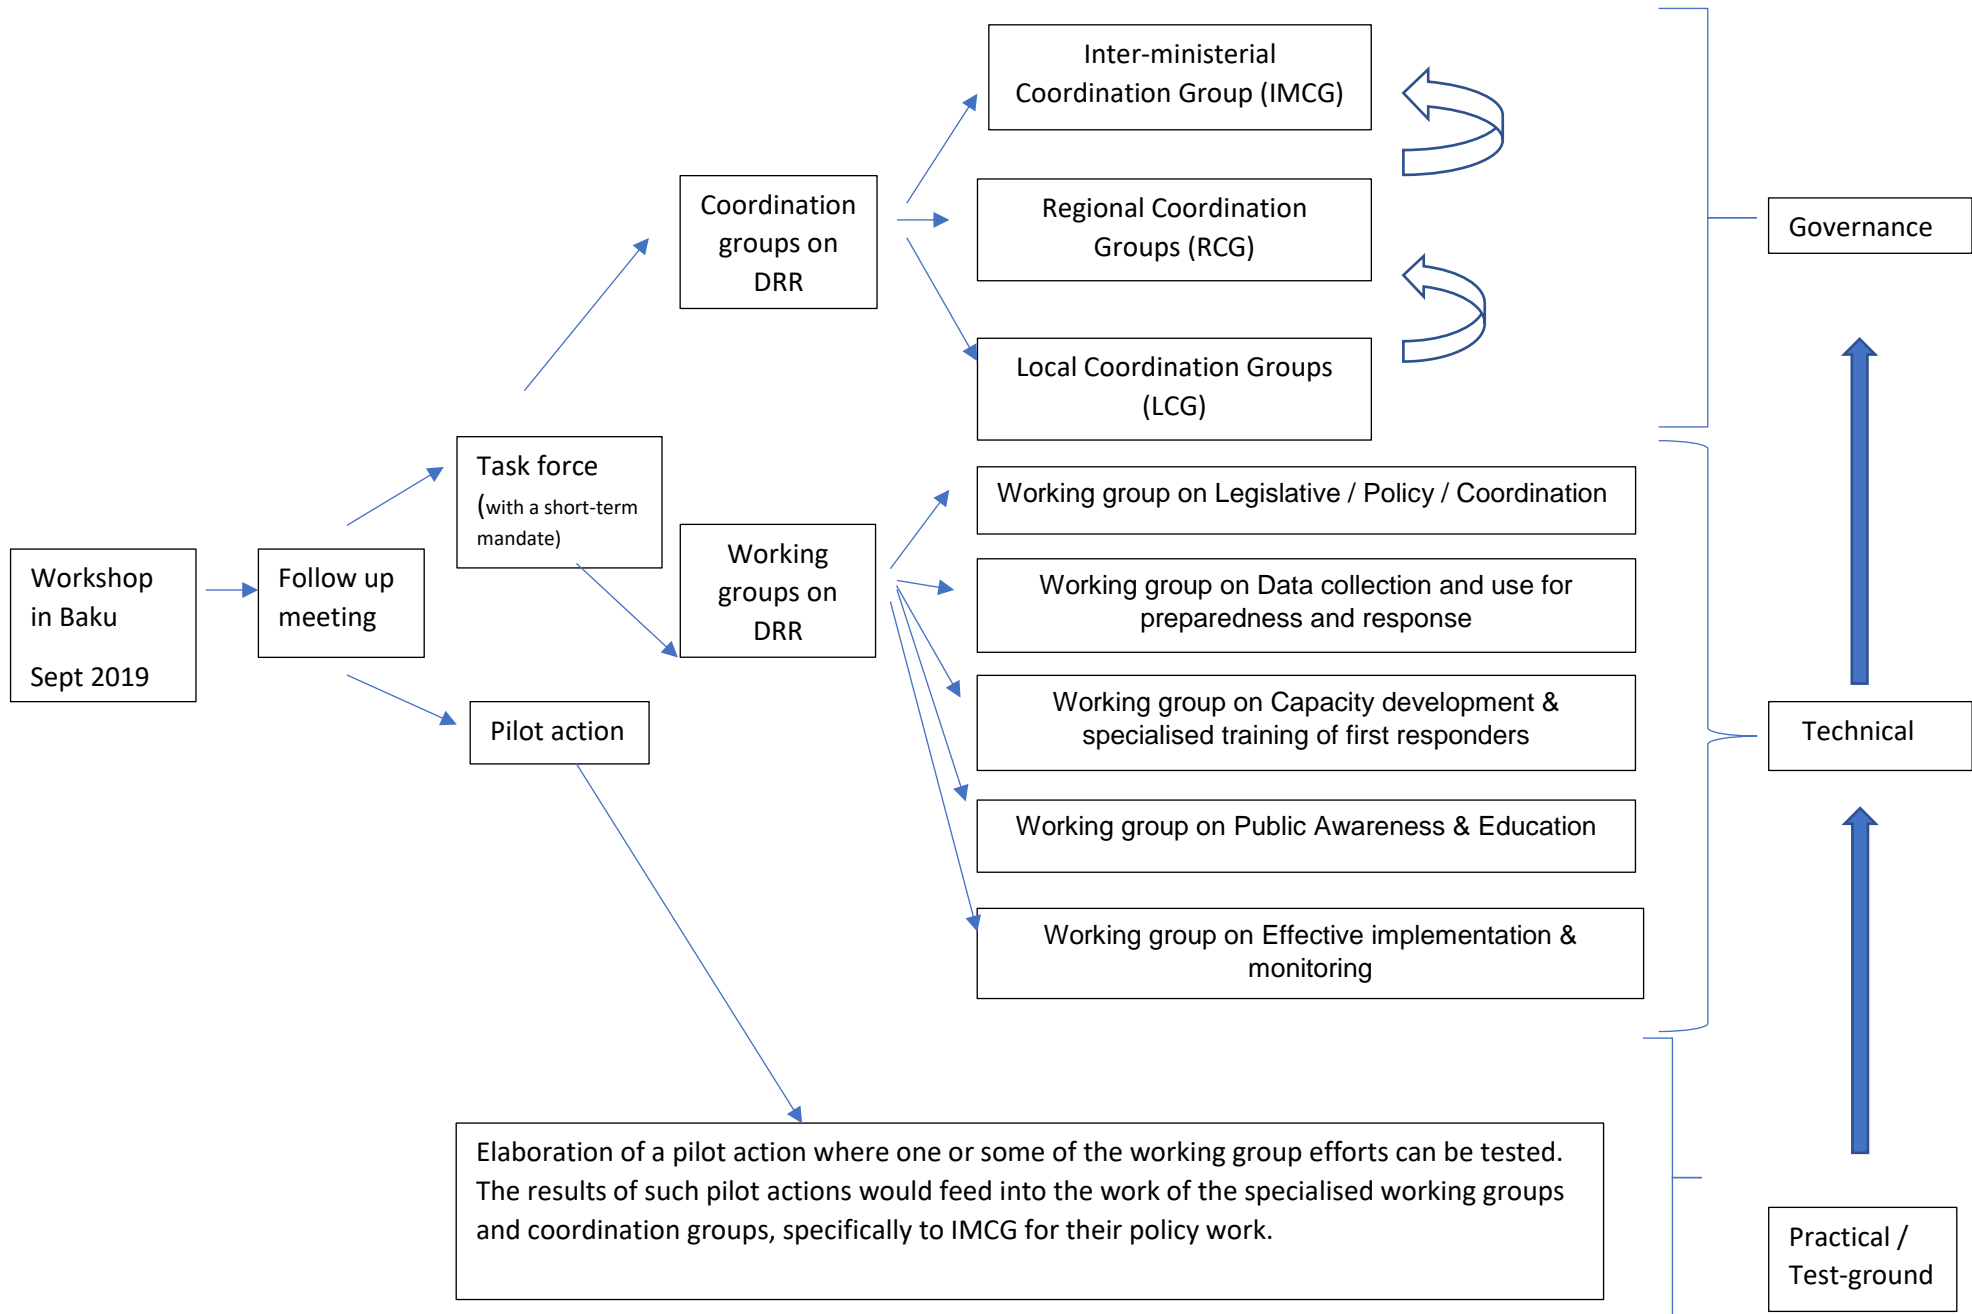 Inter-ministerial
Coordination Group (IMCG)
Coordination
groups on
DRR
Regional Coordination
Groups (RCG)
Governance
Local Coordination Groups
(LCG)
Task force
(with a short-term
mandate)
Working group on Legislative / Policy / Coordination
Workshop
in Baku
Sept 2019
Follow up
meeting
Working
groups on
DRR
Working group on Data collection and use for
preparedness and response
Working group on Capacity development &
specialised training of first responders
Pilot action
Technical
Working group on Public Awareness & Education
Working group on Effective implementation &
monitoring
Elaboration of a pilot action where one or some of the working group efforts can be tested.
The results of such pilot actions would feed into the work of the specialised working groups
and coordination groups, specifically to IMCG for their policy work.
Practical /
Test-ground